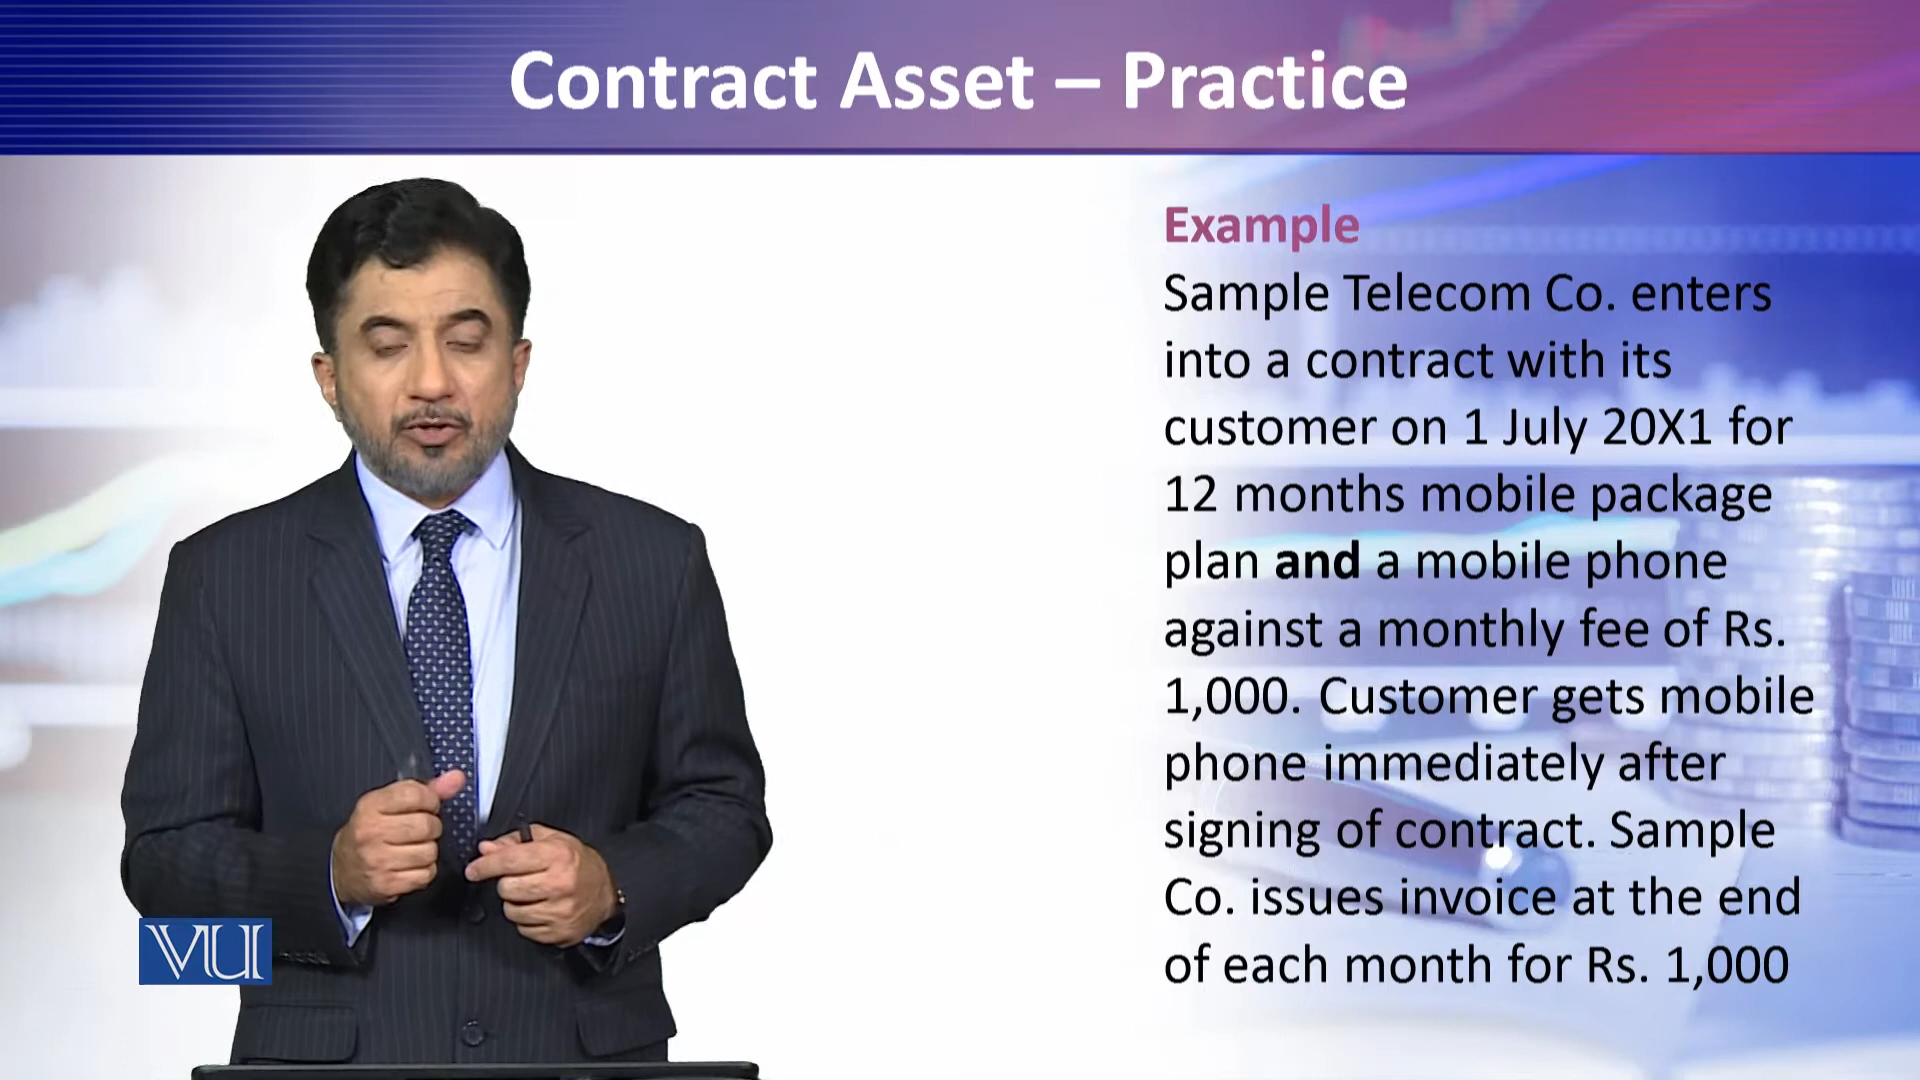 Contract Asset – Practice
Example
Sample Telecom Co. enters
into a contract with its
customer on 1 July 20X1 for
12 months mobile package
plan and a mobile phone
against a monthly fee of Rs.
1,000. Customer gets mobile
phone immediately after
signing of contract. Sample
Co. issues invoice at the end
of each month for Rs. 1,000
VU